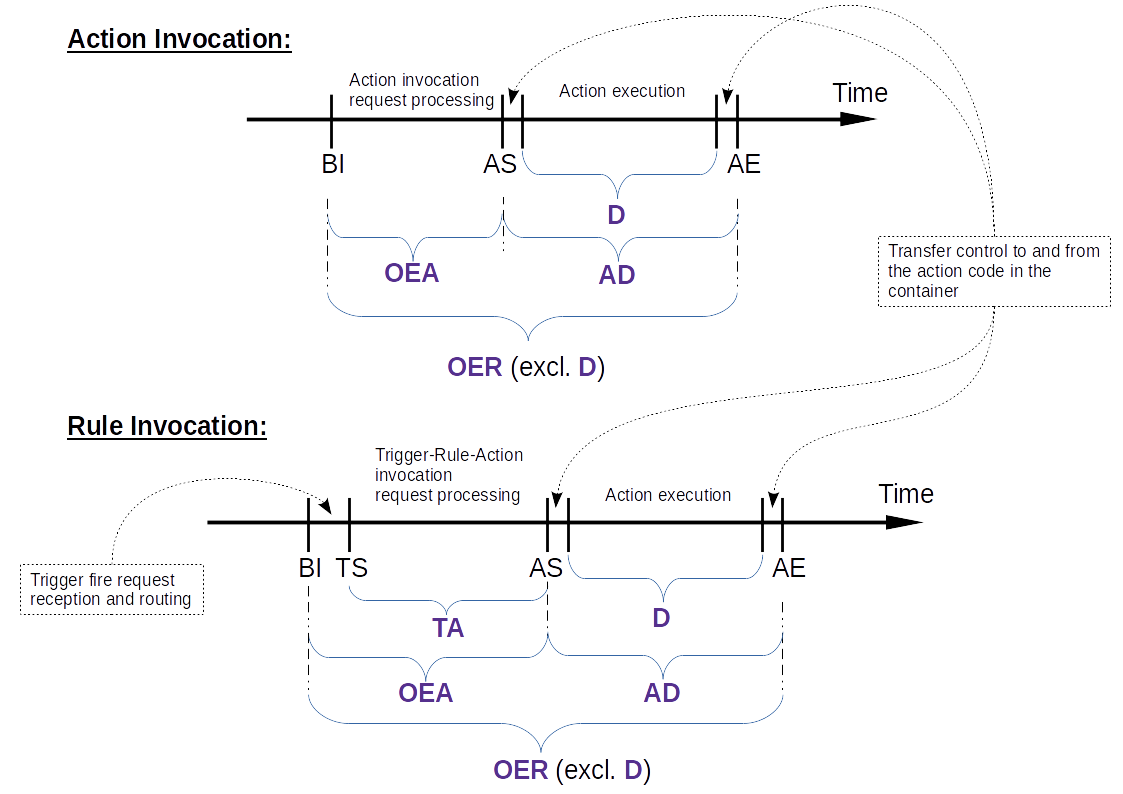 Action Invocation:
Action invocation
request processing
Action execution
Time
BI
AS
AE
D
OEA
AD
OER (excl. D)
Transfer control to and from
the action code in the
container
Rule Invocation:
Trigger-Rule-Action
invocation
request processing
Action execution
Time
BI
TS
AS
AE
Trigger fire request
reception and routing
TA
D
OEA
AD
OER (excl. D)